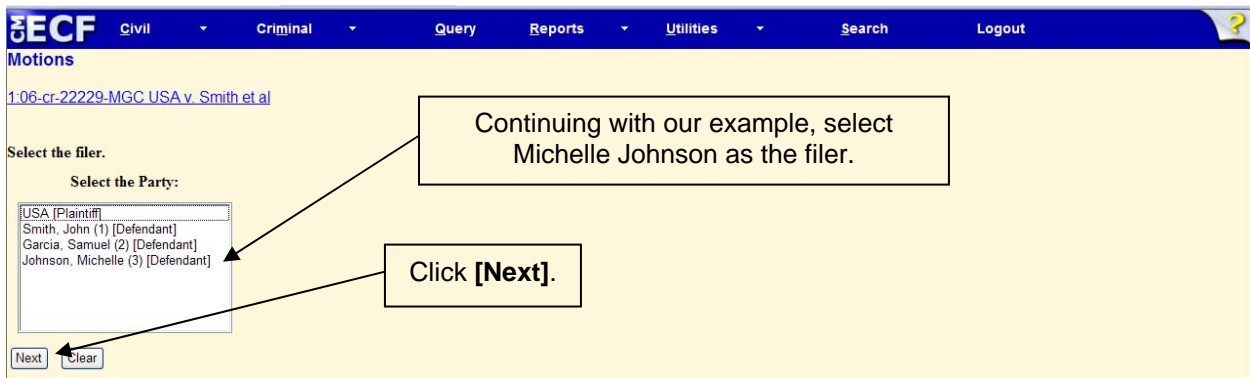 CM ECF Civil Criminal Query Reports Utilities Search Logout ?
Motions
1:06-cr-22229-MGC USA v. Smith et al
Continuing with our example, select
Michelle Johnson as the filer.
Select the filer.
Select the Party:
USA [Plaintiff]
Smith, John (1) [Defendant]
Garcia, Samuel (2) [Defendant]
Johnson, Michelle (3) [Defendant]
Click [Next].
Next Clear